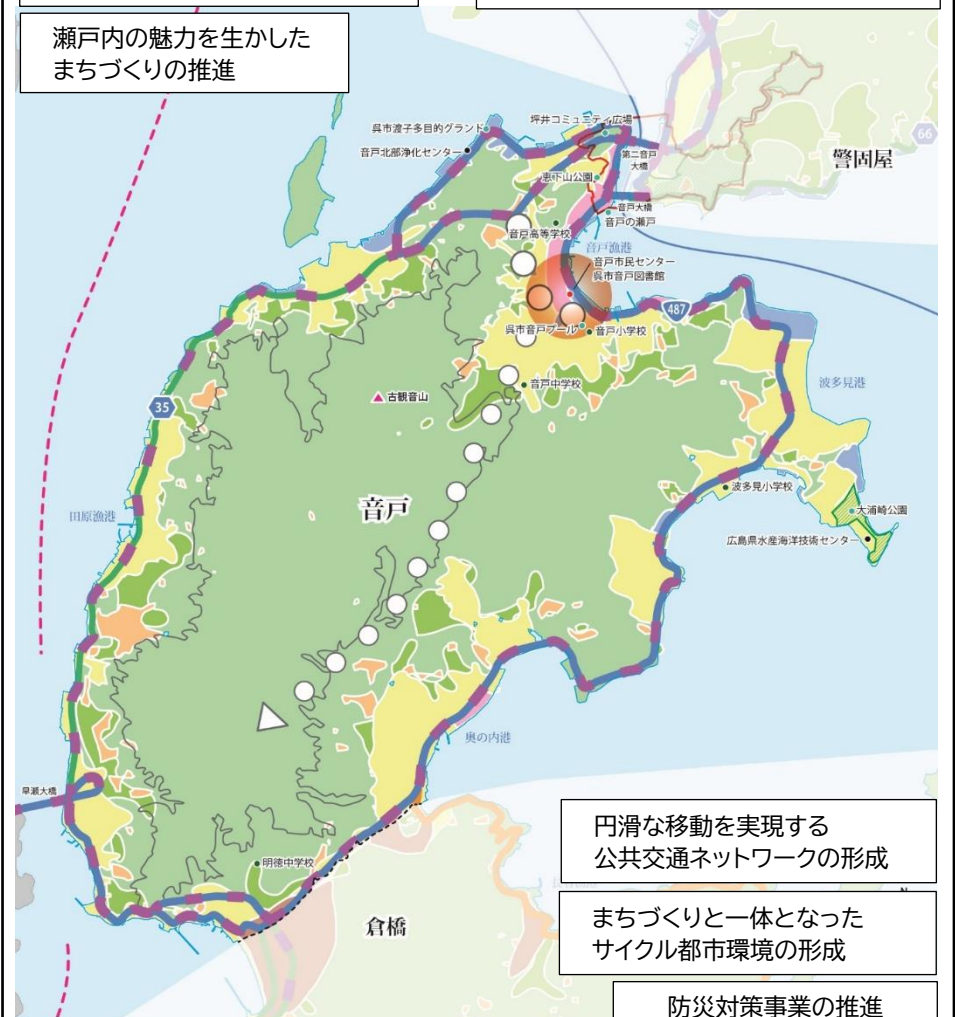 瀬戸内の魅力を生かした
まちづくりの推進
呉市渡子多目的グランド
坪井コミュニティ広場
音戸北部浄化センター
第二音戸
大橋
66
警固屋
恵下山公園
音戸大橋
音戸の瀬戸
音戸高等学校
音戸漁港
音戸市民センター
呉市音戸図書館
487
呉市音戸プール
音戸小学校
波多見港
音戸中学校
古観音山
35
波多見小学校
音戸
大浦崎公園
田原漁港
広島県水産海洋技術センター
奥の内港
早瀬大橋
円滑な移動を実現する
公共交通ネットワークの形成
明徳中学校
まちづくりと一体となった
サイクル都市環境の形成
倉橋
防災対策事業の推進